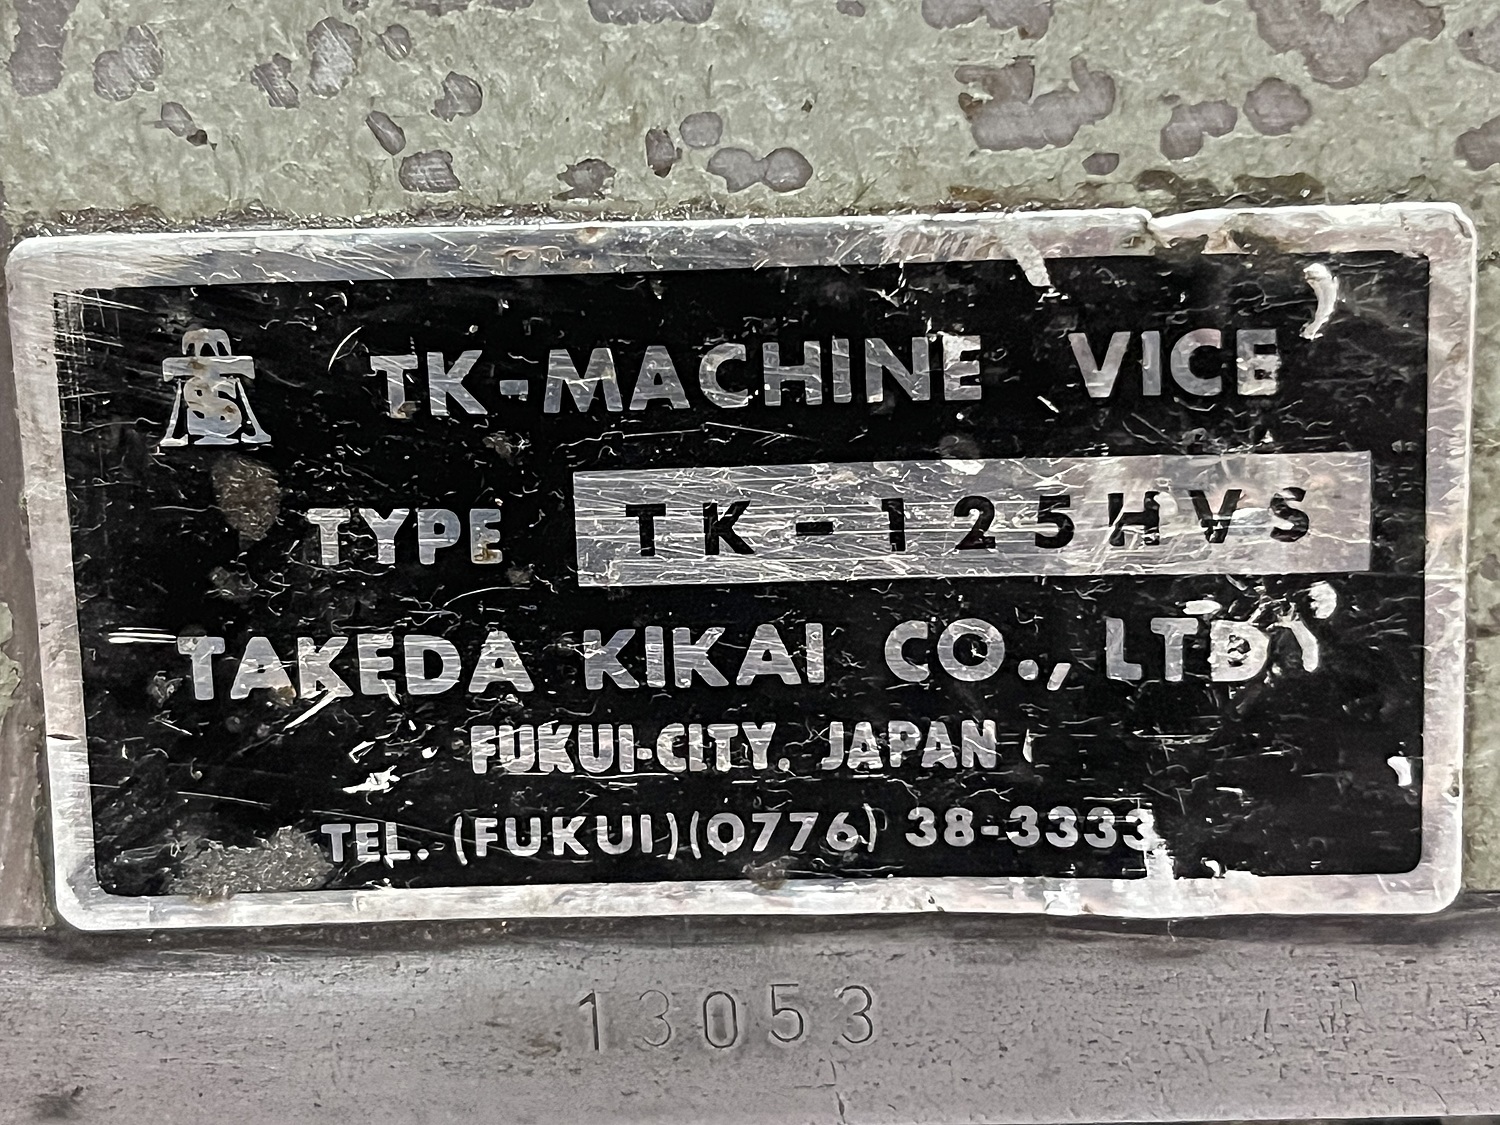 TK-MACHINE VICE
TYPE TK-125HVS
TAKEDA KIKAI CO., LTD
FUKUI-CITY. JAPAN
TEL. (FUKUI)(0776) 38-3333
13053